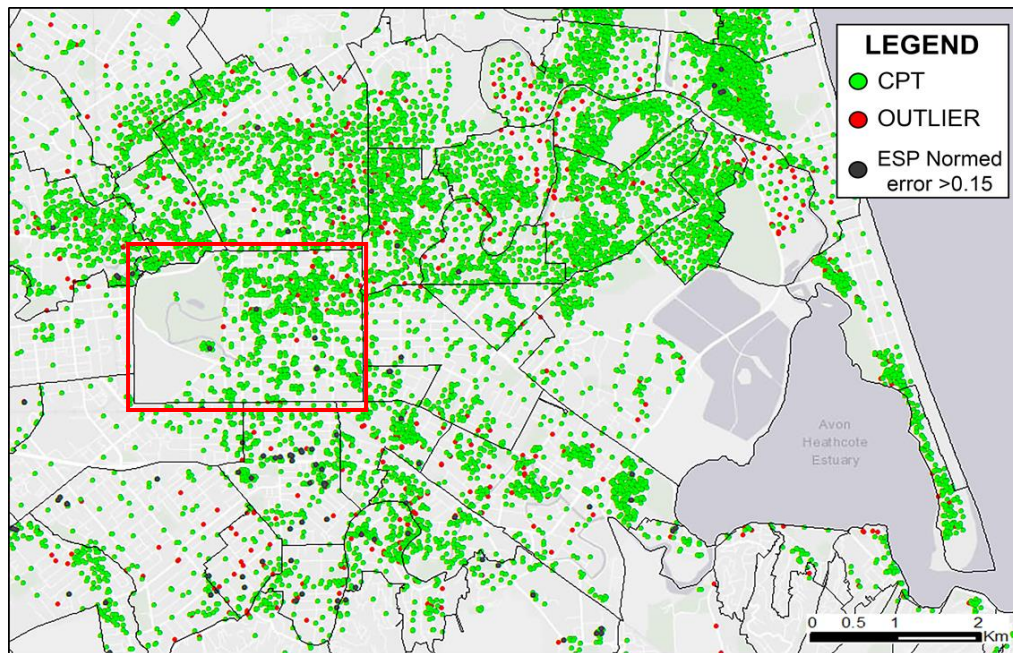 LEGEND
CPT
OUTLIER
ESP Normed
error >0.15
Avon
Heathcote
Estuary
0 0.5 1 2
Km